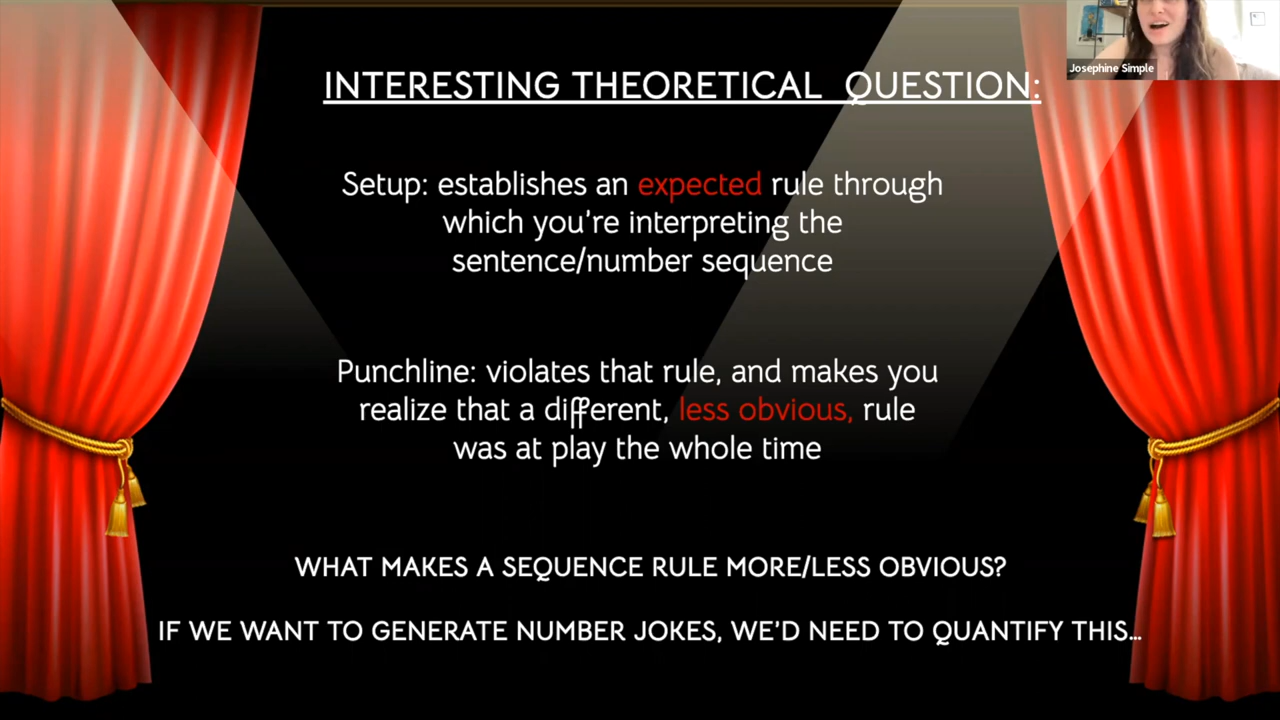 Josephine Simple
INTERESTING THEORETICAL QUESTION:
Setup: establishes an expected rule through
which you're interpreting the
sentence/number sequence
Punchline: violates that rule, and makes you
realize that a different, less obvious, rule
was at play the whole time
WHAT MAKES A SEQUENCE RULE MORE/LESS OBVIOUS?
IF WE WANT TO GENERATE NUMBER JOKES, WE'D NEED TO QUANTIFY THIS...